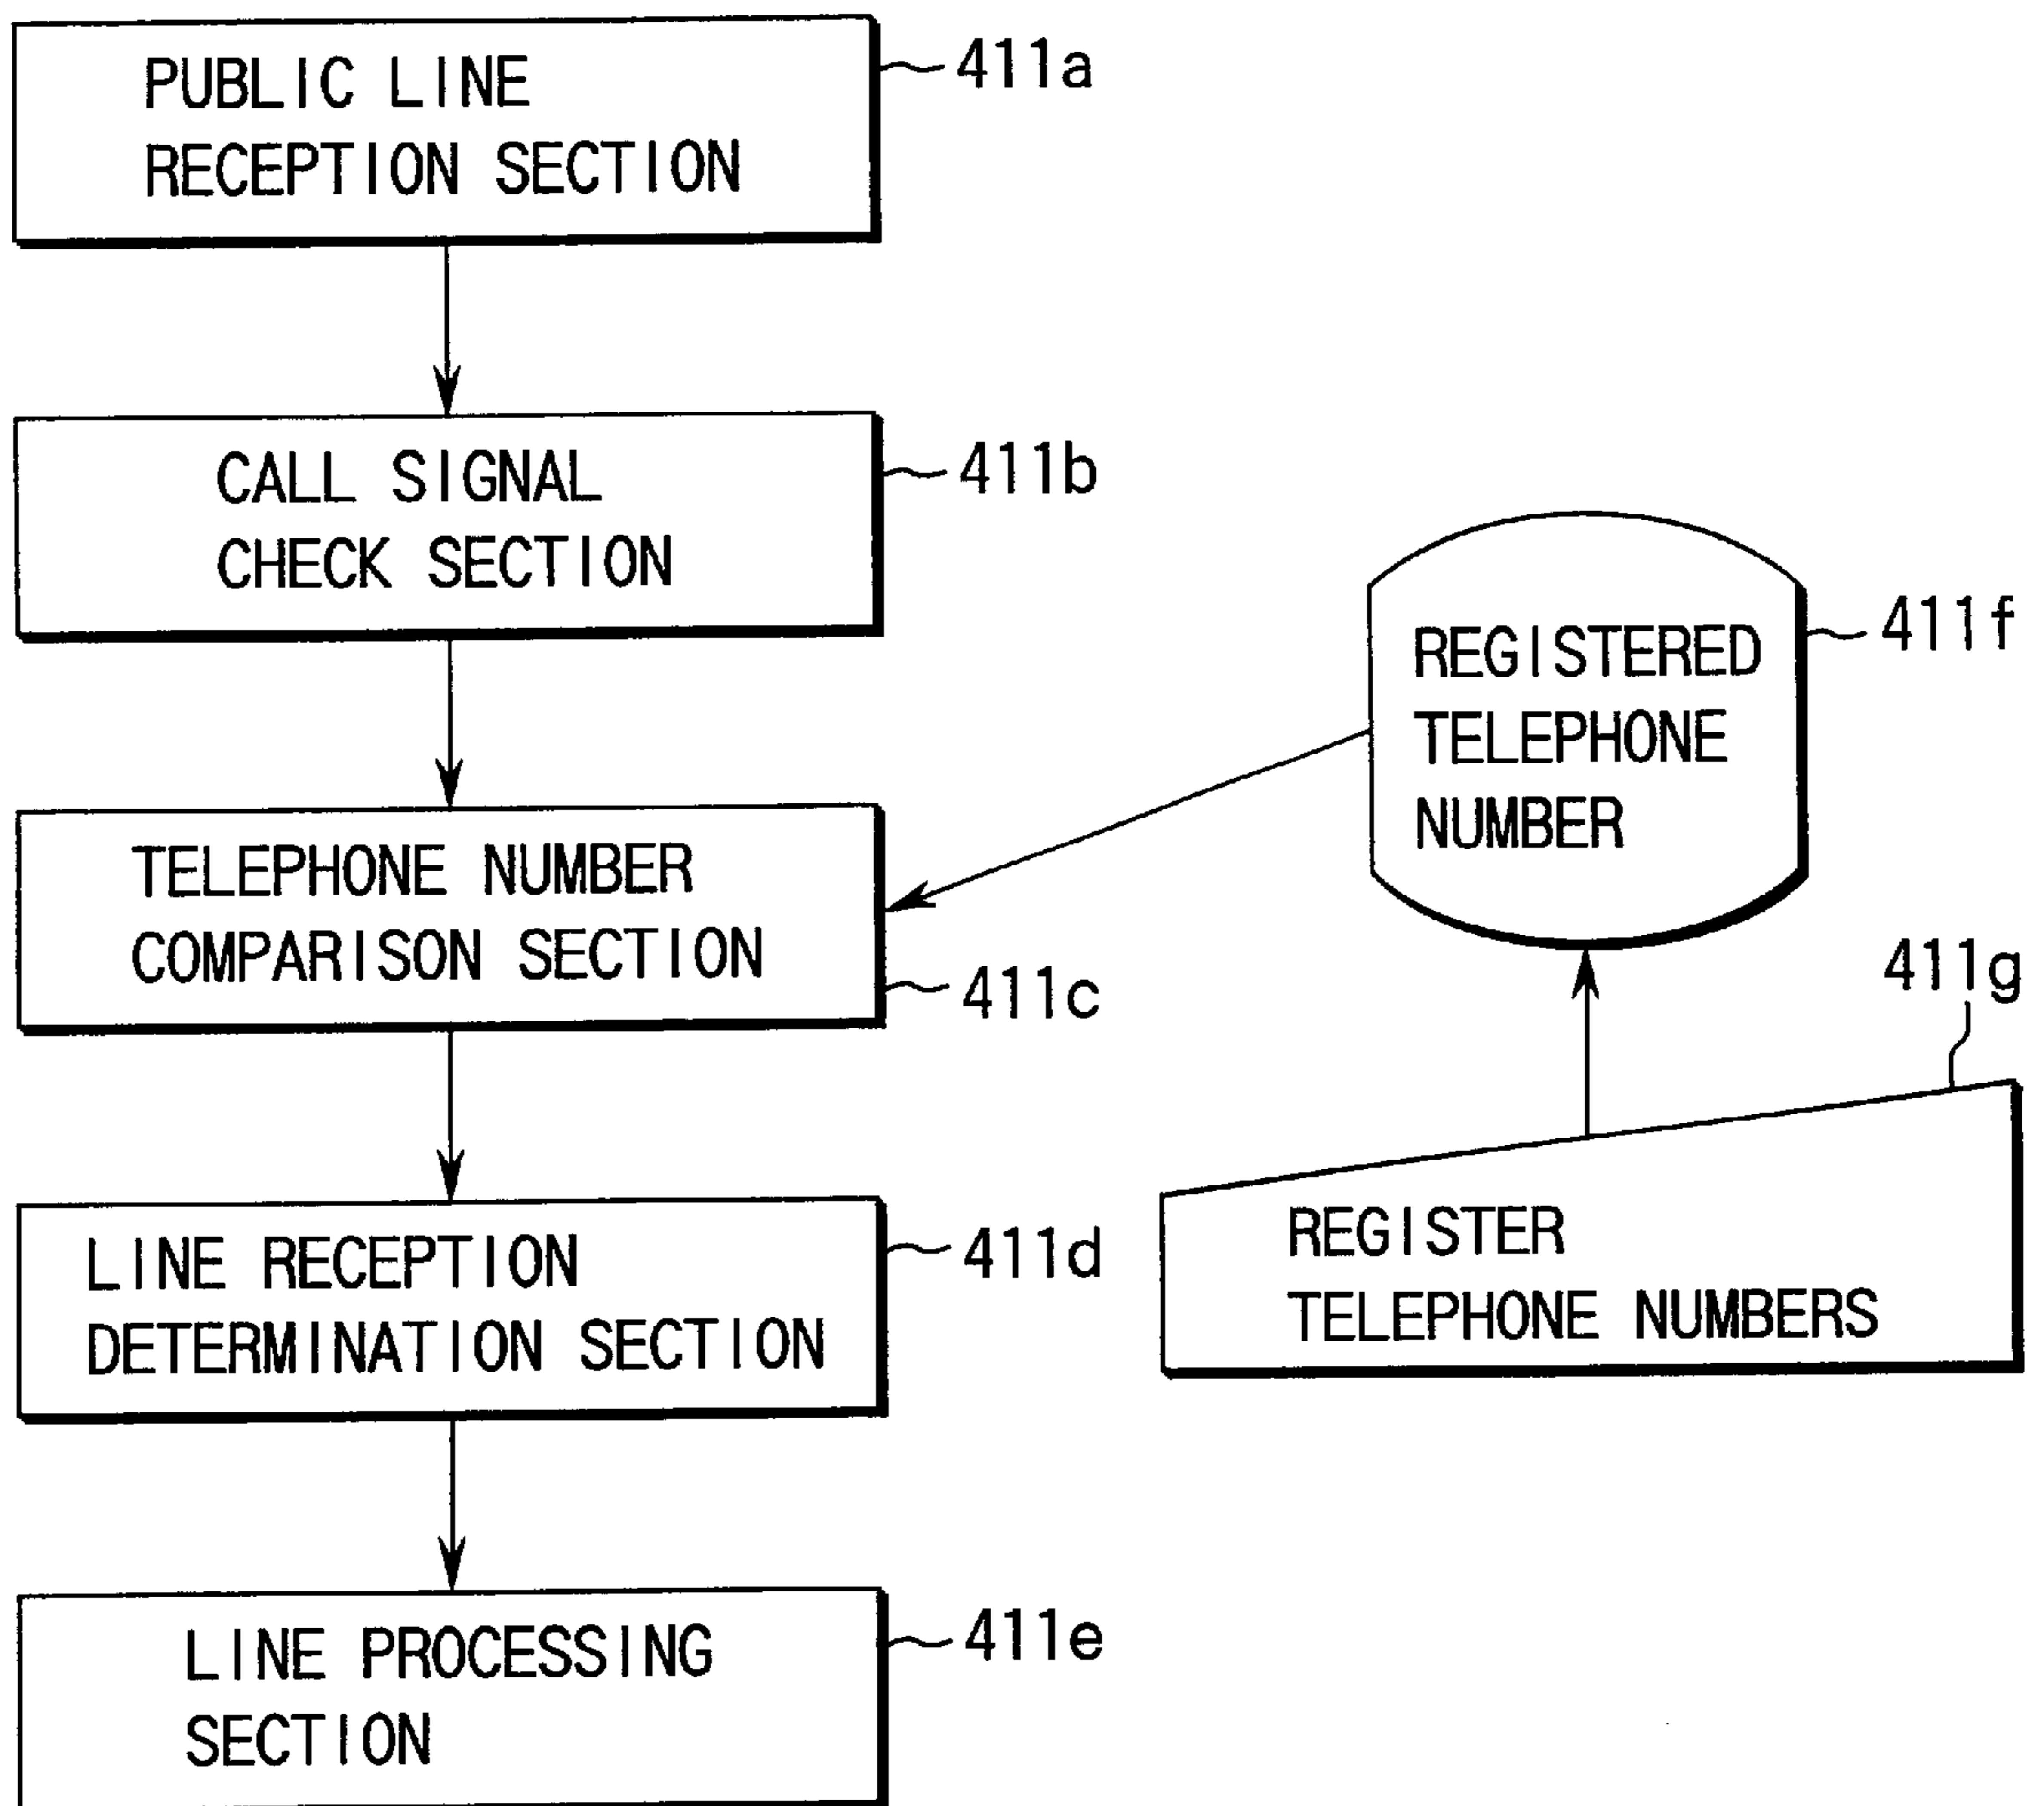 PUBLIC LINE
RECEPTION SECTION
411a
CALL SIGNAL
CHECK SECTION
411b
REGISTERED
TELEPHONE
NUMBER
411f
TELEPHONE NUMBER
COMPARISON SECTION
411c
411g
REGISTER
TELEPHONE NUMBERS
LINE RECEPTION
DETERMINATION SECTION
411d
LINE PROCESSING
SECTION
411e